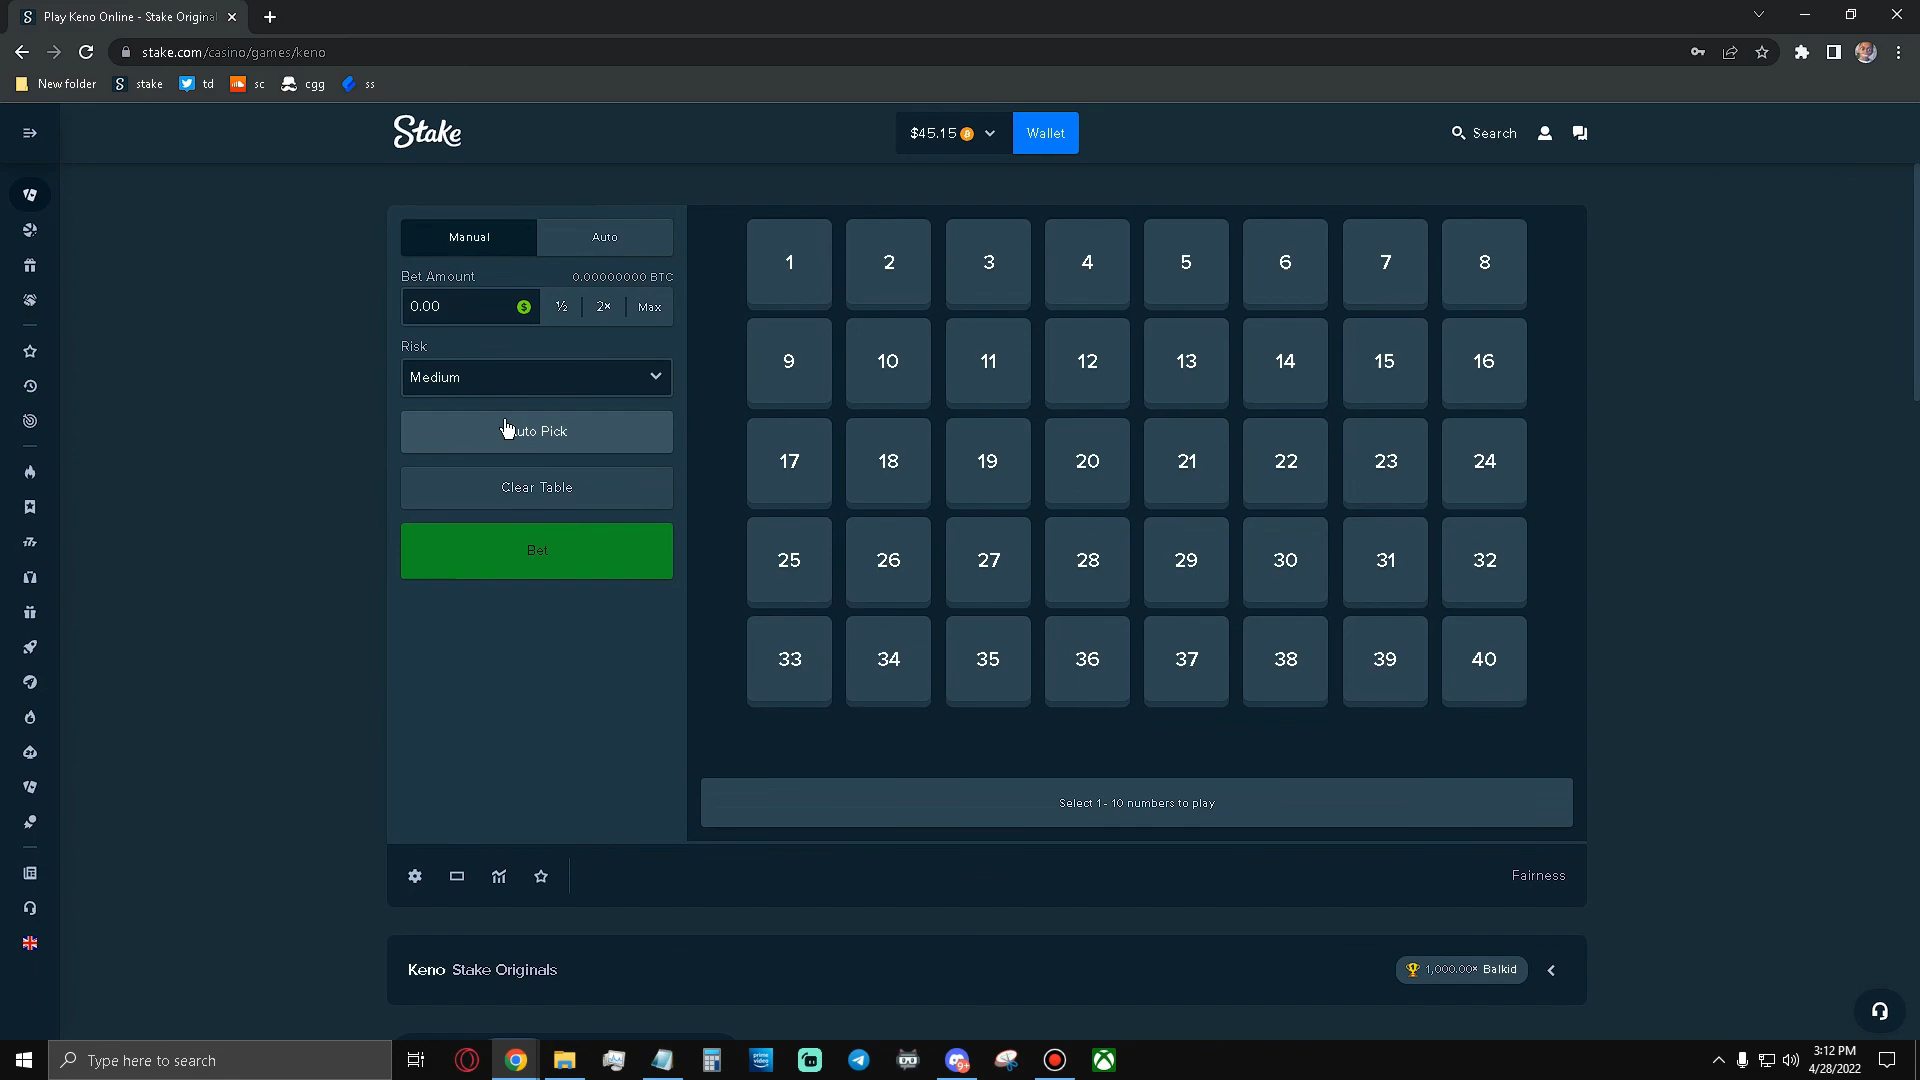 Play Keno Online - Stake Original
stake.com/casino/games/keno
New folder
stake
td
sc
cgg
ss
Stake
$45.15
Wallet
Search
Manual
Auto
Bet Amount
0.00000000 BTC
0.00
½
2×
Max
Risk
Medium
uto Pick
Clear Table
Bet
1 2 3 4 5 6 7 8
9 10 11 12 13 14 15 16
17 18 19 20 21 22 23 24
25 26 27 28 29 30 31 32
33 34 35 36 37 38 39 40
Select 1 - 10 numbers to play
Fairness
Keno Stake Originals
1,000.00× Balkid
Type here to search
9+
3:12 PM
4/28/2022